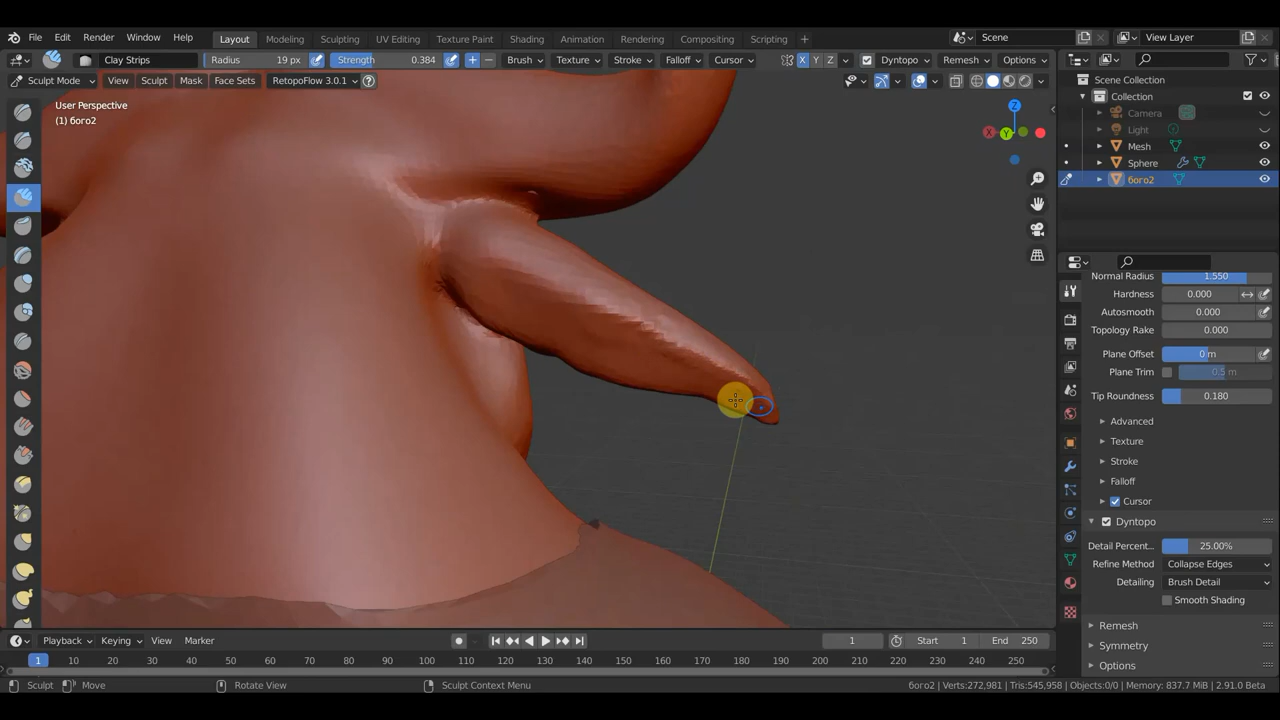 File Edit Render Window Help Layout Modeling Sculpting UV Editing Texture Paint Shading Animation Rendering Compositing Scripting + Scene View Layer
Clay Strips Radius 19 px Strength 0.384 Brush Texture Stroke Falloff Cursor X Y Z Dyntopo Remesh Options
Sculpt Mode View Sculpt Mask Face Sets RetopoFlow 3.0.1
User Perspective
(1) бого2
Z
X Y
Scene Collection
Collection
Camera
Light
Mesh
Sphere
бого2
Normal Radius 1.550
Hardness 0.000
Autosmooth 0.000
Topology Rake 0.000
Plane Offset 0 m
Plane Trim 0.5 m
Tip Roundness 0.180
Advanced
Texture
Stroke
Falloff
Cursor
Dyntopo
Detail Percent... 25.00%
Refine Method Collapse Edges
Detailing Brush Detail
Smooth Shading
Remesh
Symmetry
Options
Playback Keying View Marker 1 Start 1 End 250
1 10 20 30 40 50 60 70 80 90 100 110 120 130 140 150 160 170 180 190 200 210 220 230 240 250
Sculpt Move Rotate View Sculpt Context Menu бого2 | Verts:272,981 | Tris:545,958 | Objects:0/0 | Memory: 837.7 MiB | 2.91.0 Beta